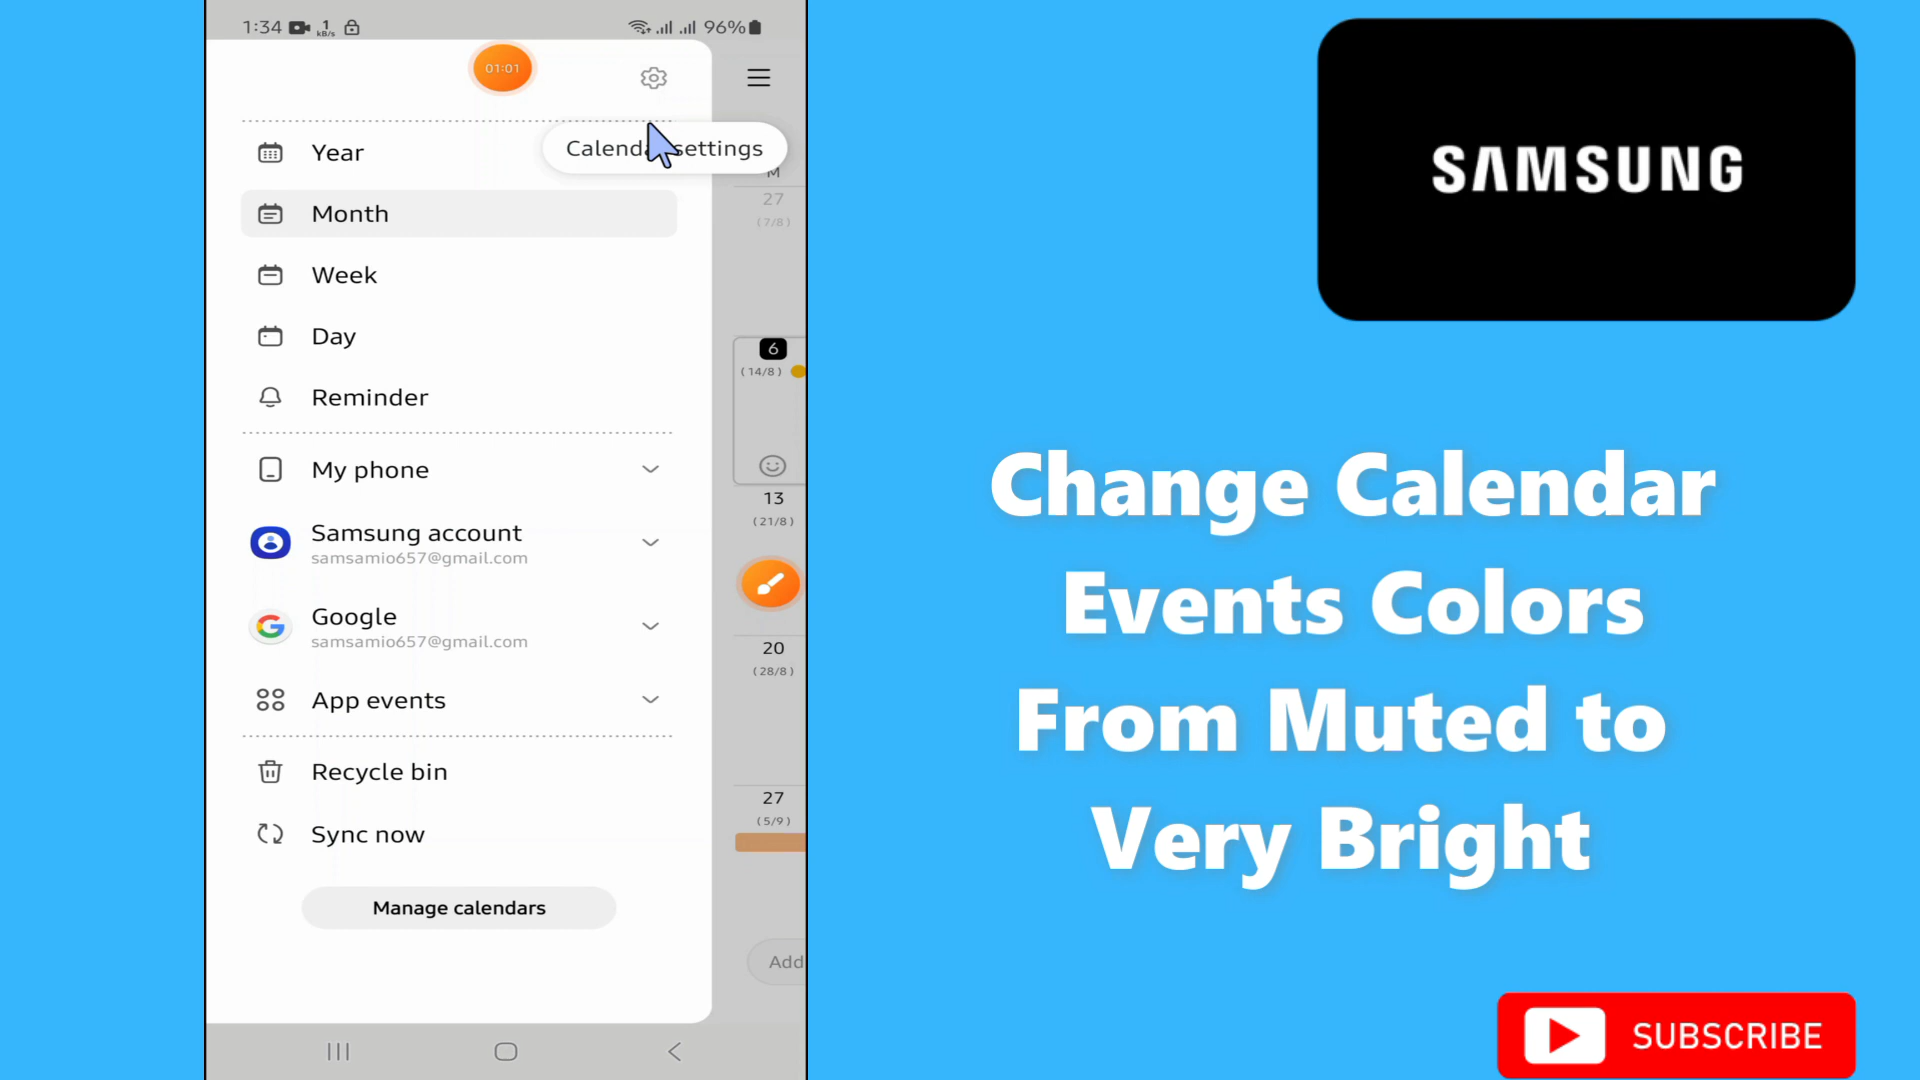 1:34 1 kB/s 96%
01:01
Year
Calendar settings
Month
Week
Day
Reminder
My phone
Samsung account
samsamio657@gmail.com
Google
samsamio657@gmail.com
App events
Recycle bin
Sync now
Manage calendars
M
27
(7/8)
6
(14/8)
13
(21/8)
20
(28/8)
27
(5/9)
Add
SAMSUNG
Change Calendar
Events Colors
From Muted to
Very Bright
SUBSCRIBE